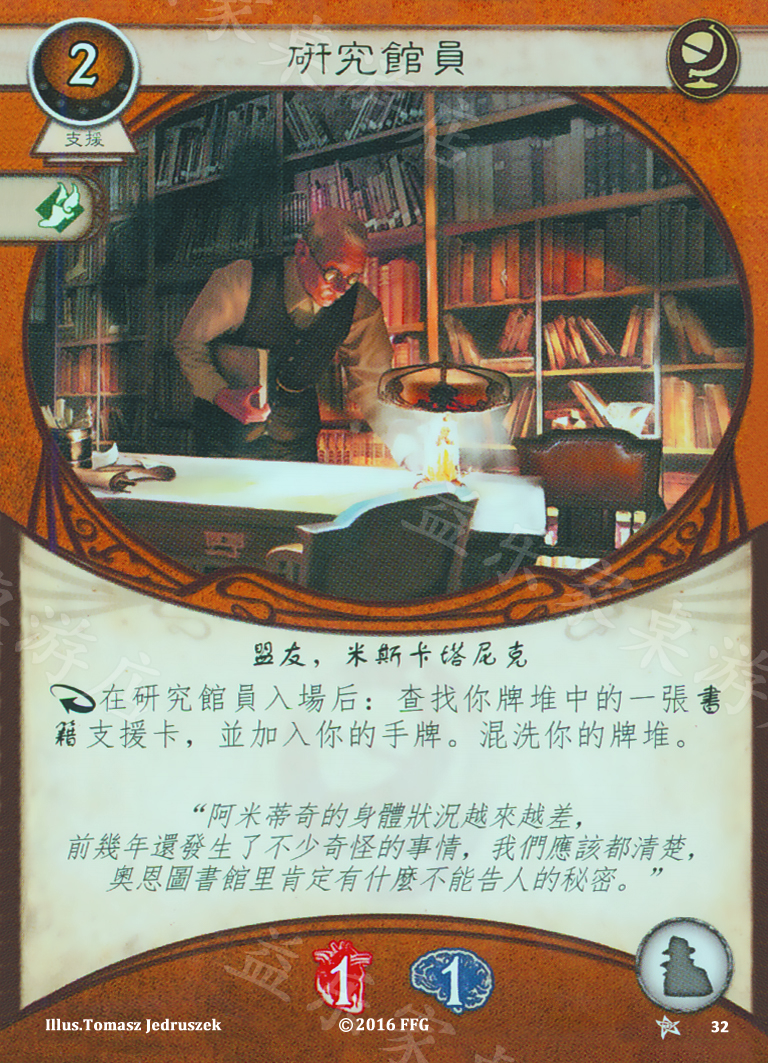 2
研究館員
支援
盟友，米斯卡塔尼克
在研究館員入場后：查找你牌堆中的一張書
籍支援卡，並加入你的手牌。混洗你的牌堆。
“阿米蒂奇的身體狀況越來越差，
前幾年還發生了不少奇怪的事情，我們應該都清楚，
奧恩圖書館里肯定有什麼不能告人的秘密。”
1
1
Illus.Tomasz Jedruszek
©2016 FFG
32